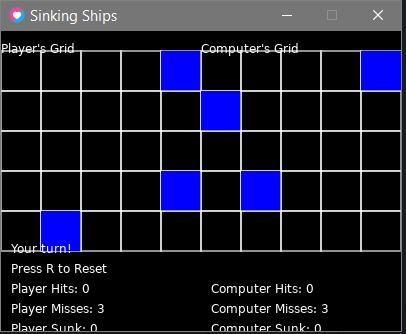 Sinking Ships
Player's Grid Computer's Grid
Your turn!
Press R to Reset
Player Hits: 0 Computer Hits: 0
Player Misses: 3 Computer Misses: 3
Player Sunk: 0 Computer Sunk: 0